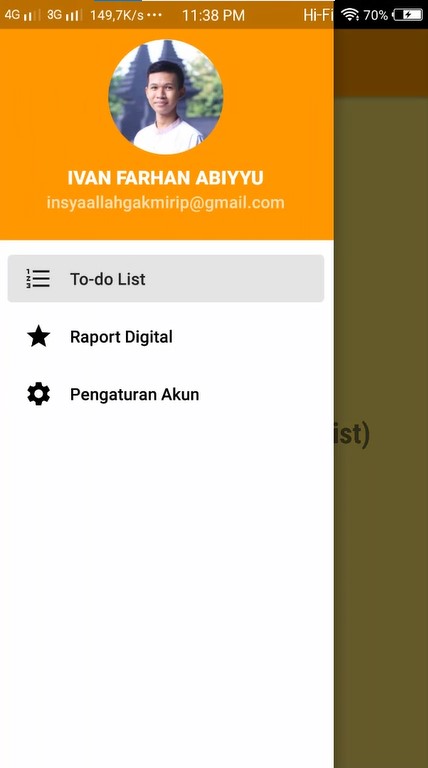 4G 3G 149,7K/s ··· 11:38 PM Hi-Fi 70%
IVAN FARHAN ABIYYU
insyaallahgakmirip@gmail.com
To-do List
Raport Digital
Pengaturan Akun
ist)